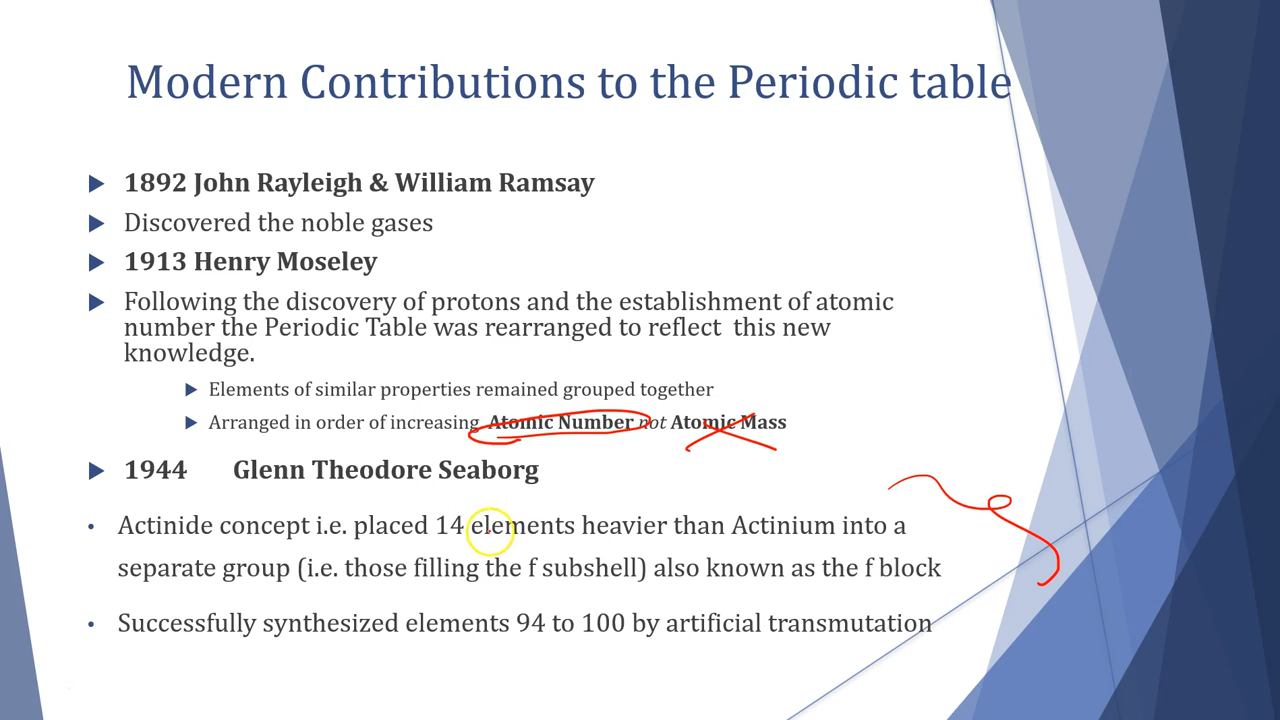 Modern Contributions to the Periodic table
1892 John Rayleigh & William Ramsay
Discovered the noble gases
1913 Henry Moseley
Following the discovery of protons and the establishment of atomic
number the Periodic Table was rearranged to reflect this new
knowledge.
Elements of similar properties remained grouped together
Arranged in order of increasing Atomic Number not Atomic Mass
1944 Glenn Theodore Seaborg
Actinide concept i.e. placed 14 elements heavier than Actinium into a
separate group (i.e. those filling the f subshell) also known as the f block
Successfully synthesized elements 94 to 100 by artificial transmutation